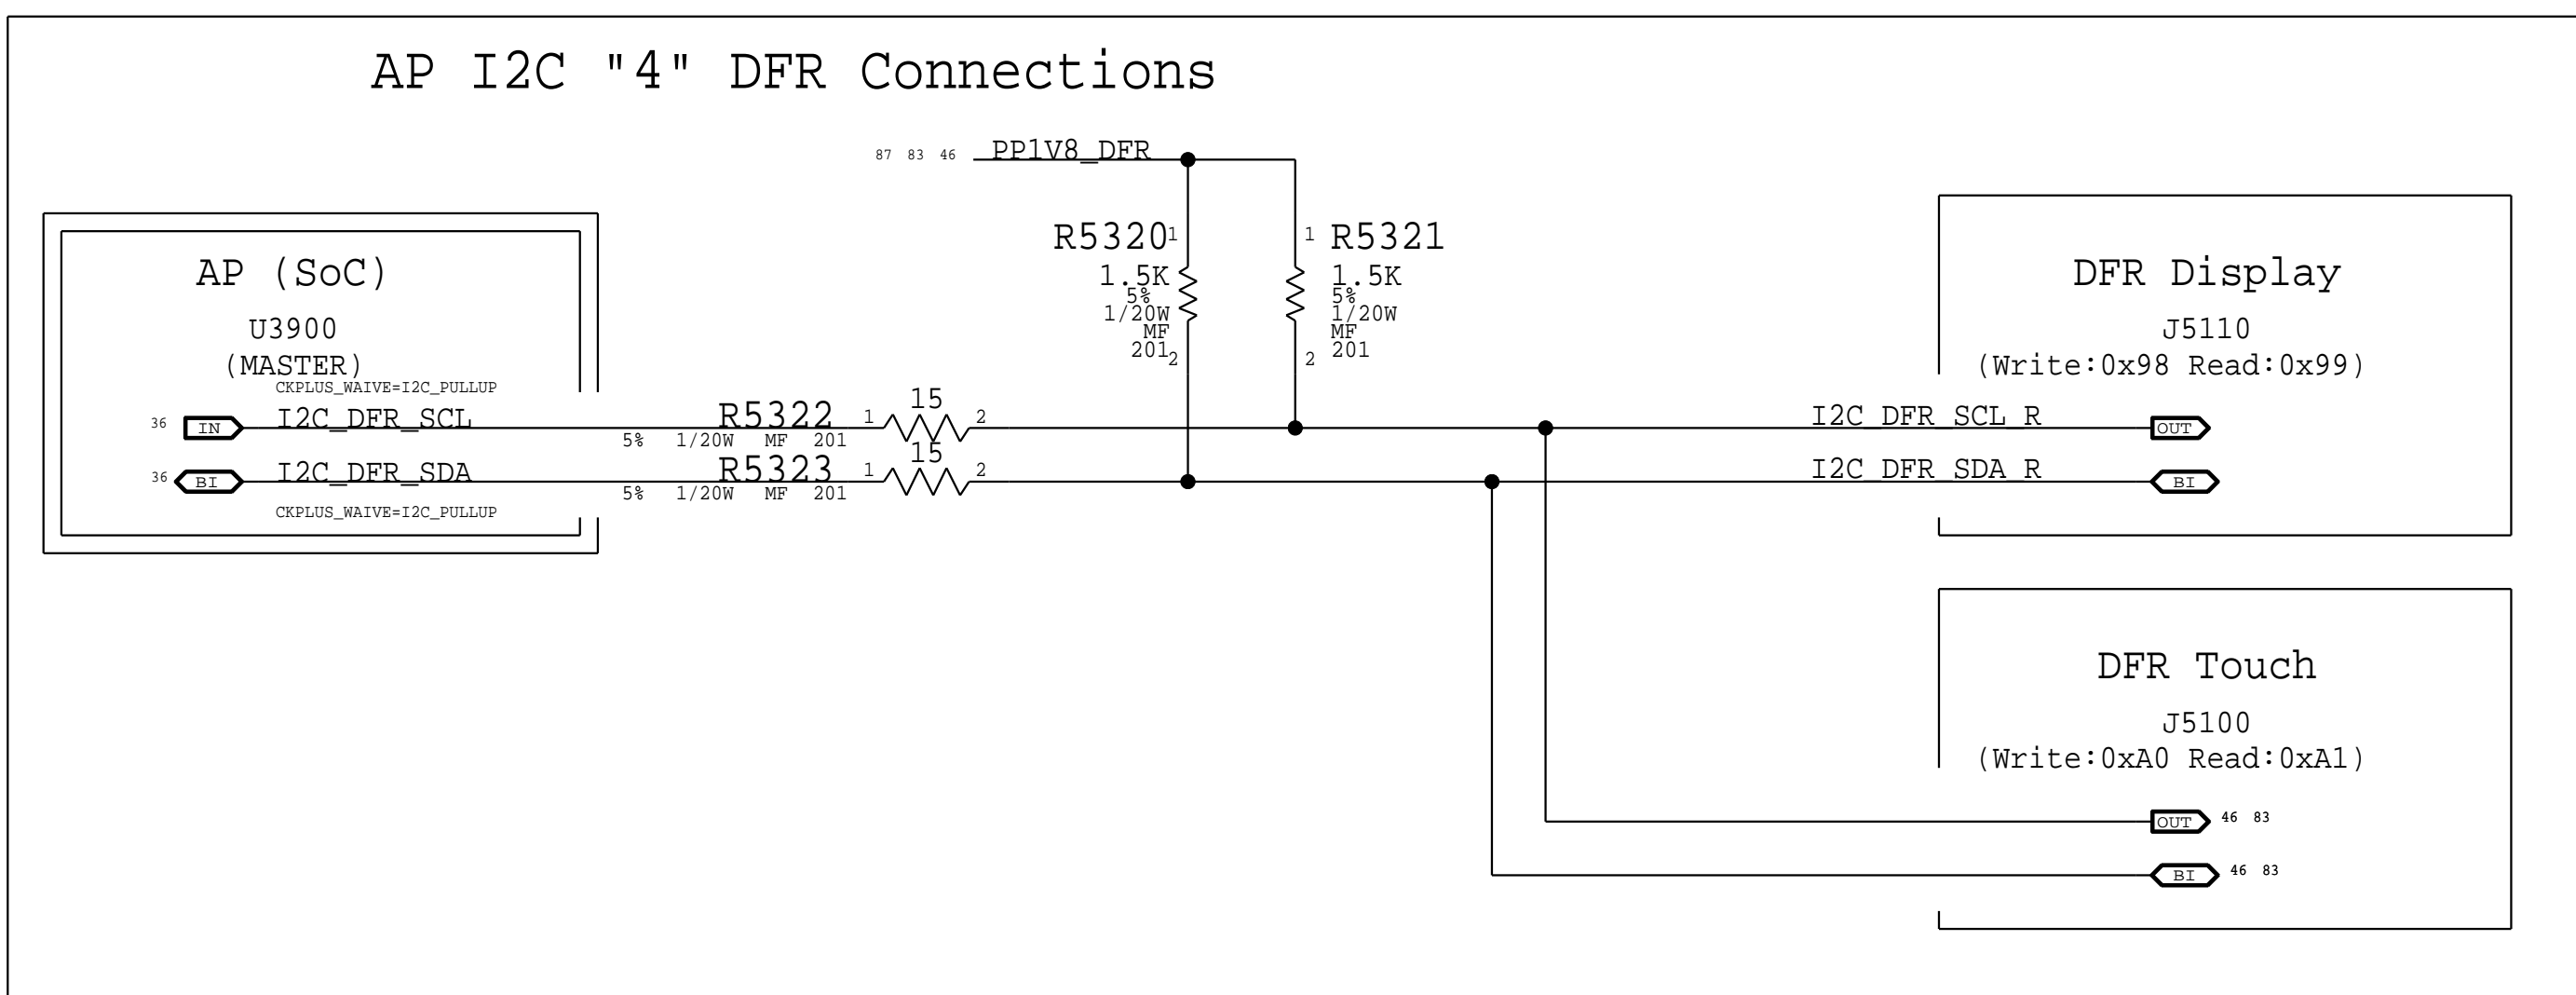 AP I2C "4" DFR Connections
87 83 46 PP1V8_DFR
AP (SoC)
U3900
(MASTER)
CKPLUS_WAIVE=I2C_PULLUP
36 IN I2C_DFR_SCL
36 BI I2C_DFR_SDA
CKPLUS_WAIVE=I2C_PULLUP
R5322
5% 1/20W MF 201
1 15 2
R5323
5% 1/20W MF 201
1 15 2
R5320
1
1.5K
5%
1/20W
MF
201
2
1
R5321
1.5K
5%
1/20W
MF
201
2
DFR Display
J5110
(Write:0x98 Read:0x99)
I2C_DFR_SCL_R OUT
I2C_DFR_SDA_R BI
DFR Touch
J5100
(Write:0xA0 Read:0xA1)
OUT 46 83
BI 46 83